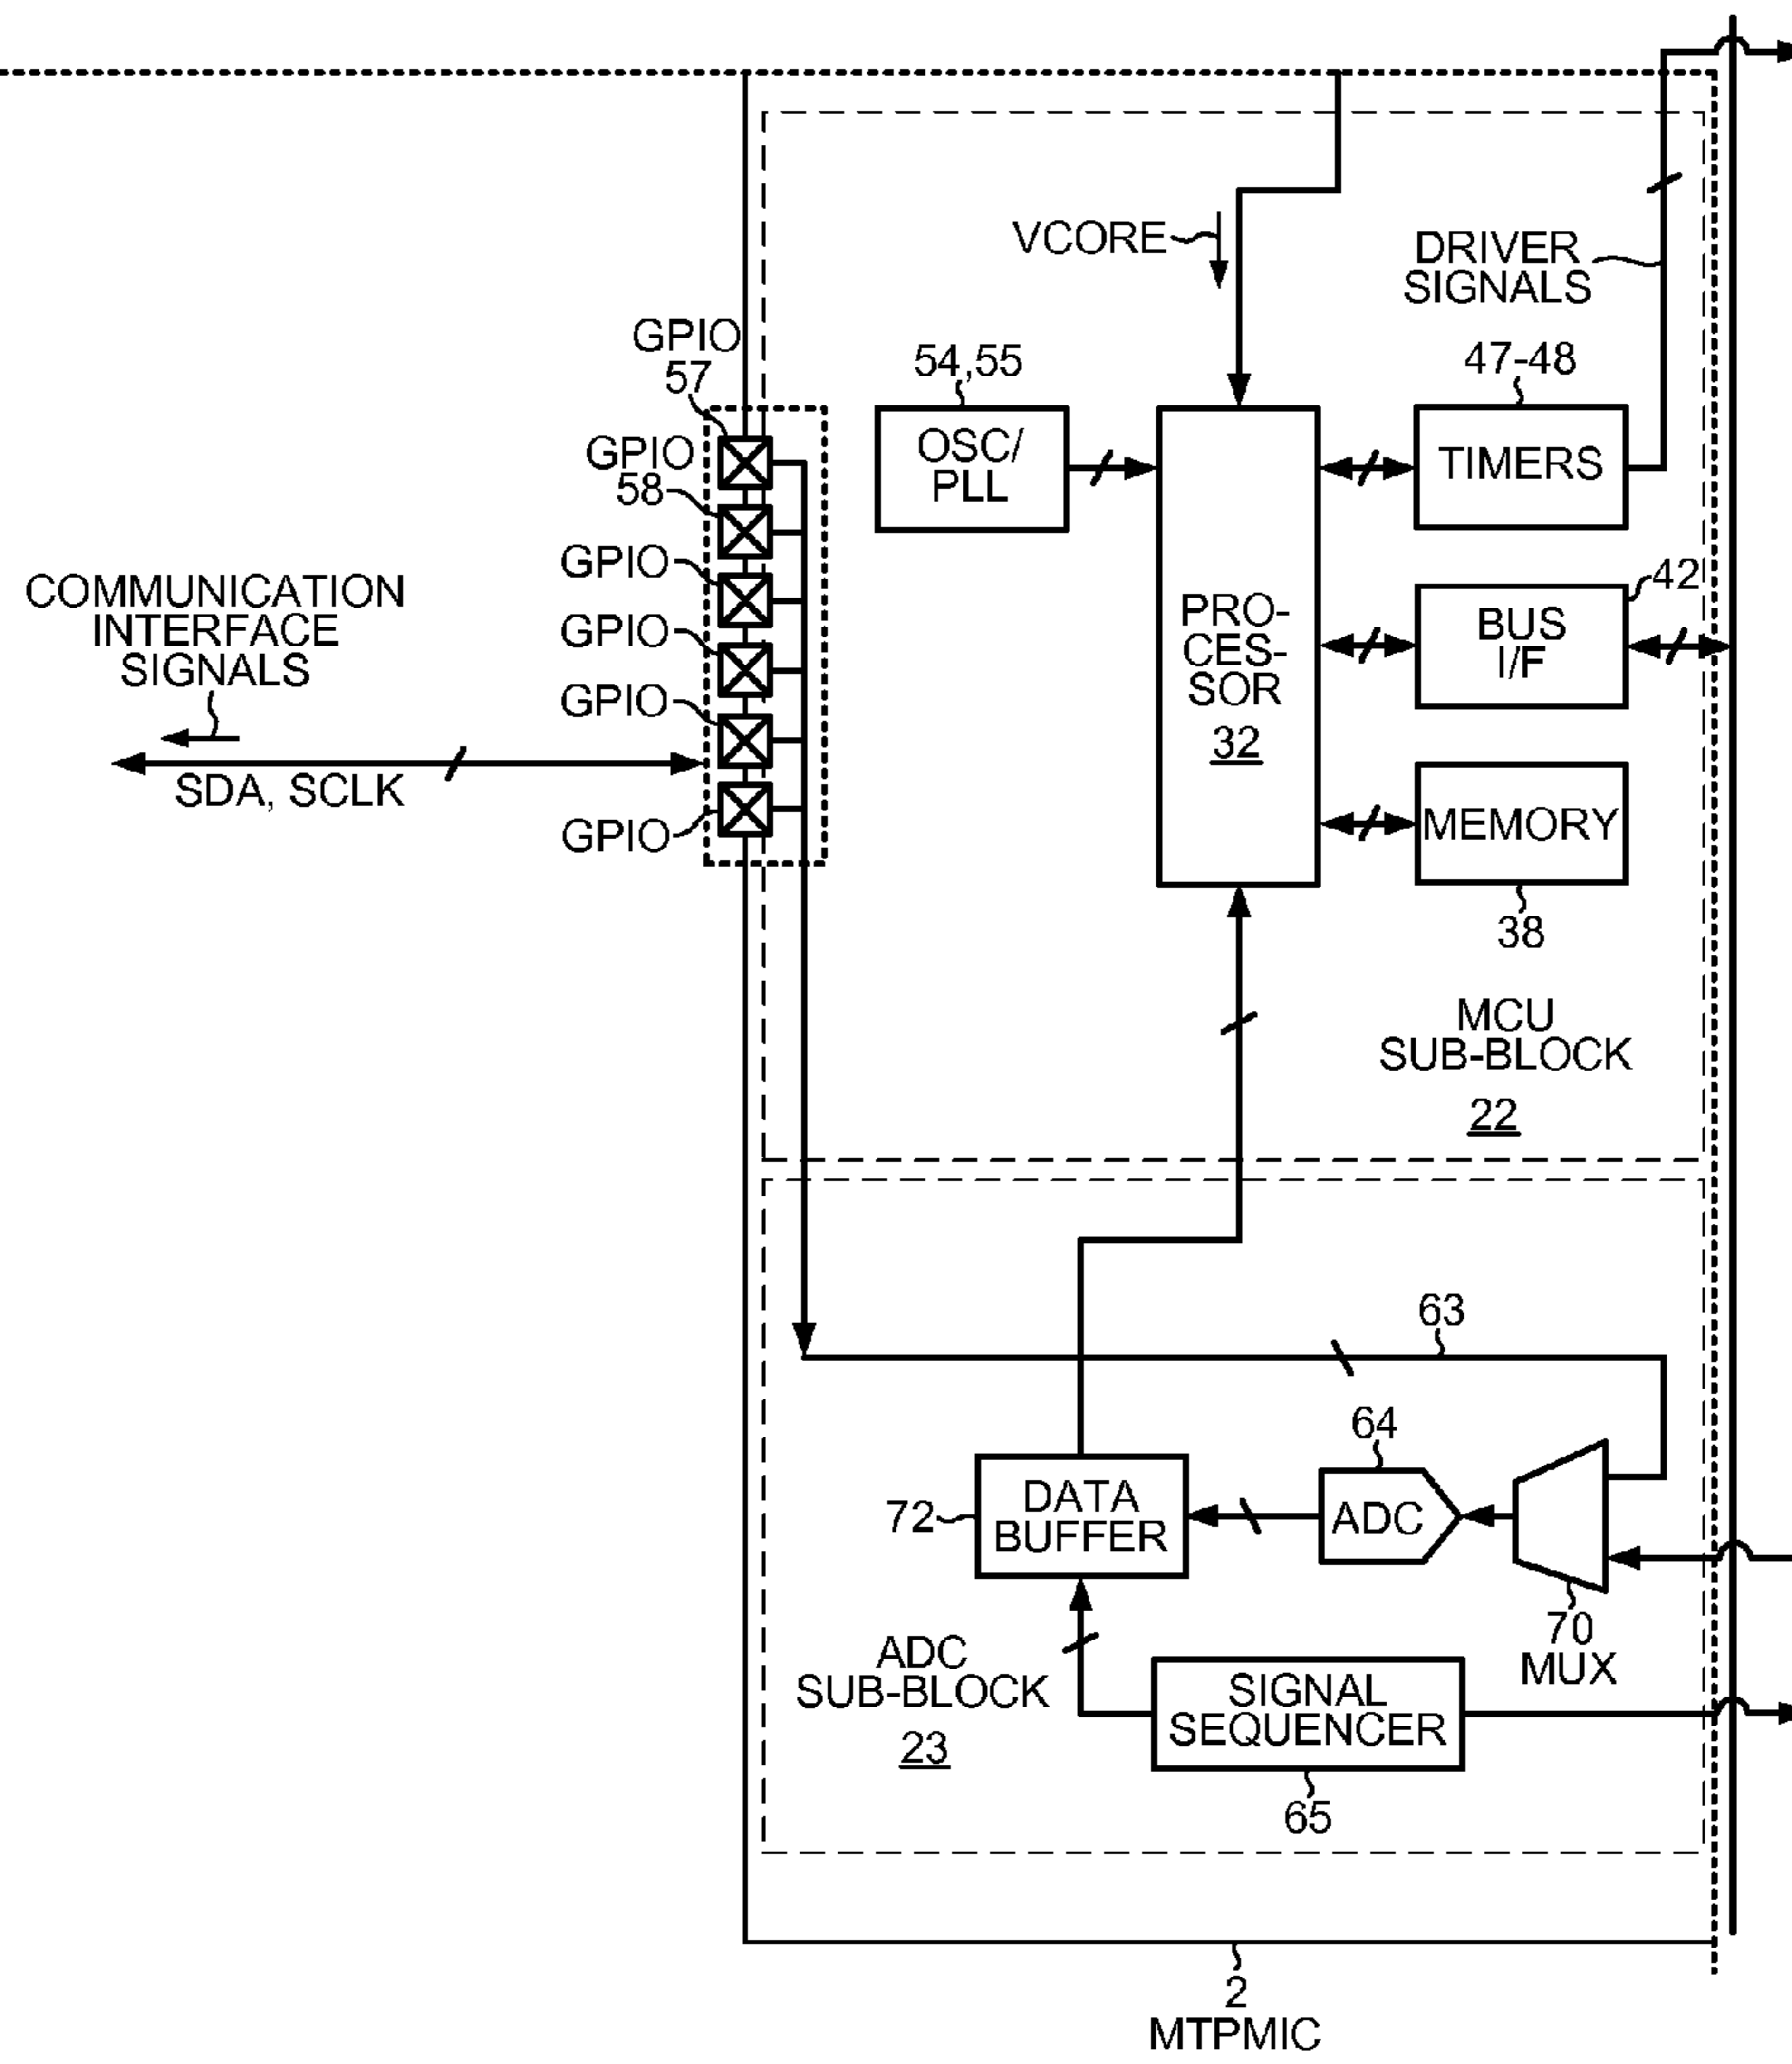 VCORE
DRIVER
SIGNALS
GPIO
57
54,55
47-48
OSC/
PLL
TIMERS
GPIO
58
GPIO
42
COMMUNICATION
INTERFACE
SIGNALS
GPIO
PRO-
CES-
SOR
32
BUS
I/F
GPIO
SDA, SCLK
GPIO
MEMORY
38
MCU
SUB-BLOCK
22
63
64
72
DATA
BUFFER
ADC
70
MUX
ADC
SUB-BLOCK
23
SIGNAL
SEQUENCER
65
2
MTPMIC